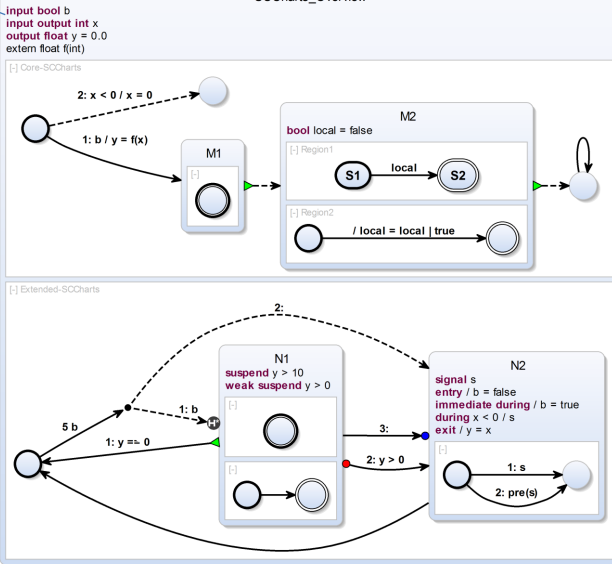 SCCharts_Overview
input bool b
input output int x
output float y = 0.0
extern float f(int)
[-] Core-SCCharts
2: x < 0 / x = 0
1: b / y = f(x)
M1
[-]
M2
bool local = false
[-] Region1
S1
local
S2
[-] Region2
/ local = local | true
[-] Extended-SCCharts
2:
N1
suspend y > 10
weak suspend y > 0
[-]
[-]
1: b
H*
5 b
1: y == 0
3:
2: y > 0
N2
signal s
entry / b = false
immediate during / b = true
during x < 0 / s
exit / y = x
[-]
1: s
2: pre(s)